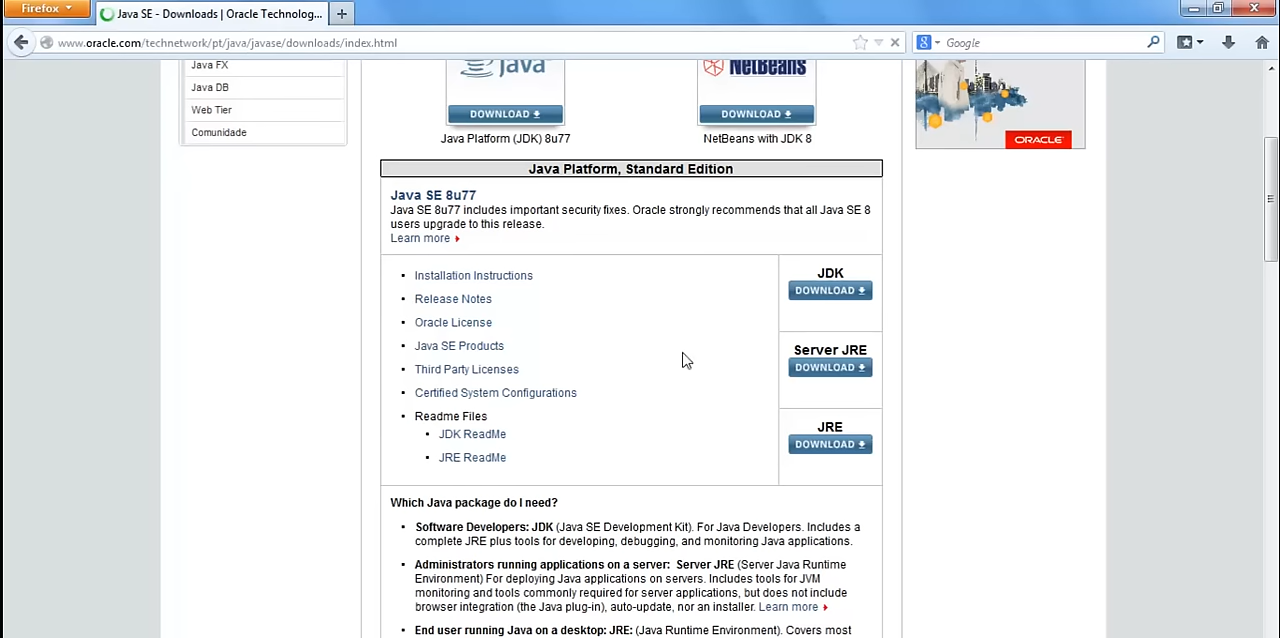 Firefox
Java SE - Downloads | Oracle Technolog...
www.oracle.com/technetwork/pt/java/javase/downloads/index.html
Google
Java FX
Java DB
Web Tier
Comunidade
Java
NetBeans
DOWNLOAD
DOWNLOAD
Java Platform (JDK) 8u77
NetBeans with JDK 8
ORACLE
Java Platform, Standard Edition
Java SE 8u77
Java SE 8u77 includes important security fixes. Oracle strongly recommends that all Java SE 8
users upgrade to this release.
Learn more
Installation Instructions
Release Notes
Oracle License
Java SE Products
Third Party Licenses
Certified System Configurations
Readme Files
JDK ReadMe
JRE ReadMe
JDK
DOWNLOAD
Server JRE
DOWNLOAD
JRE
DOWNLOAD
Which Java package do I need?
Software Developers: JDK (Java SE Development Kit). For Java Developers. Includes a
complete JRE plus tools for developing, debugging, and monitoring Java applications.
Administrators running applications on a server: Server JRE (Server Java Runtime
Environment) For deploying Java applications on servers. Includes tools for JVM
monitoring and tools commonly required for server applications, but does not include
browser integration (the Java plug-in), auto-update, nor an installer. Learn more
End user running Java on a desktop: JRE: (Java Runtime Environment). Covers most